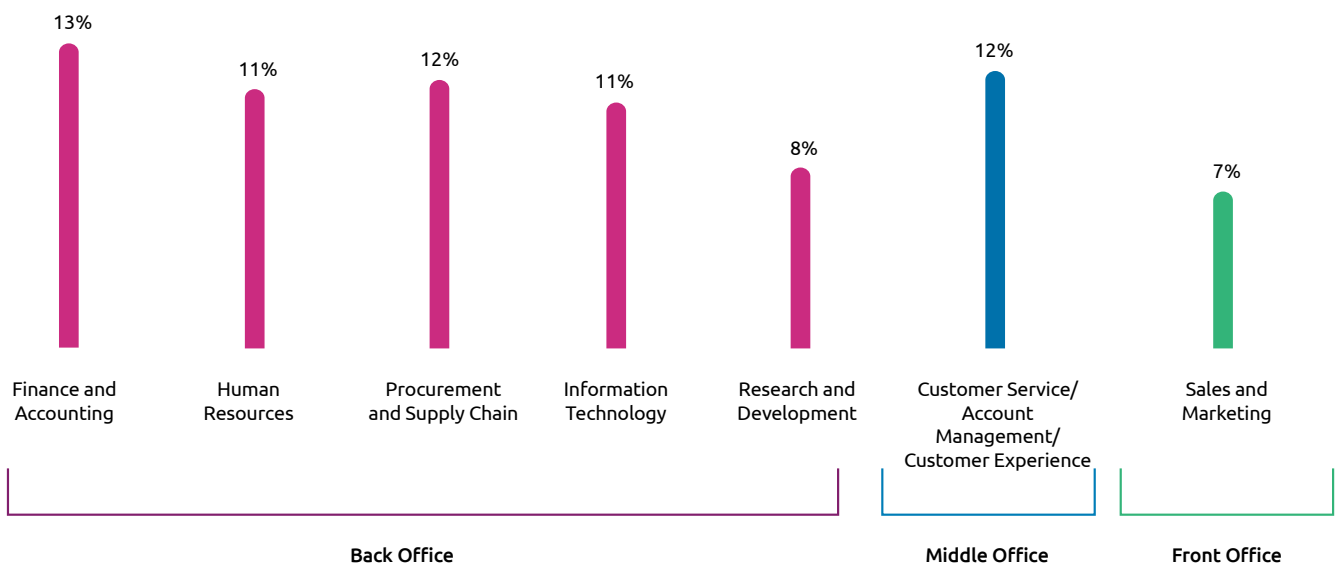 13%
11%
12%
11%
8%
12%
7%
Finance and
Accounting
Human
Resources
Procurement
and Supply Chain
Information
Technology
Research and
Development
Customer Service/
Account
Management/
Customer Experience
Sales and
Marketing
Back Office
Middle Office
Front Office